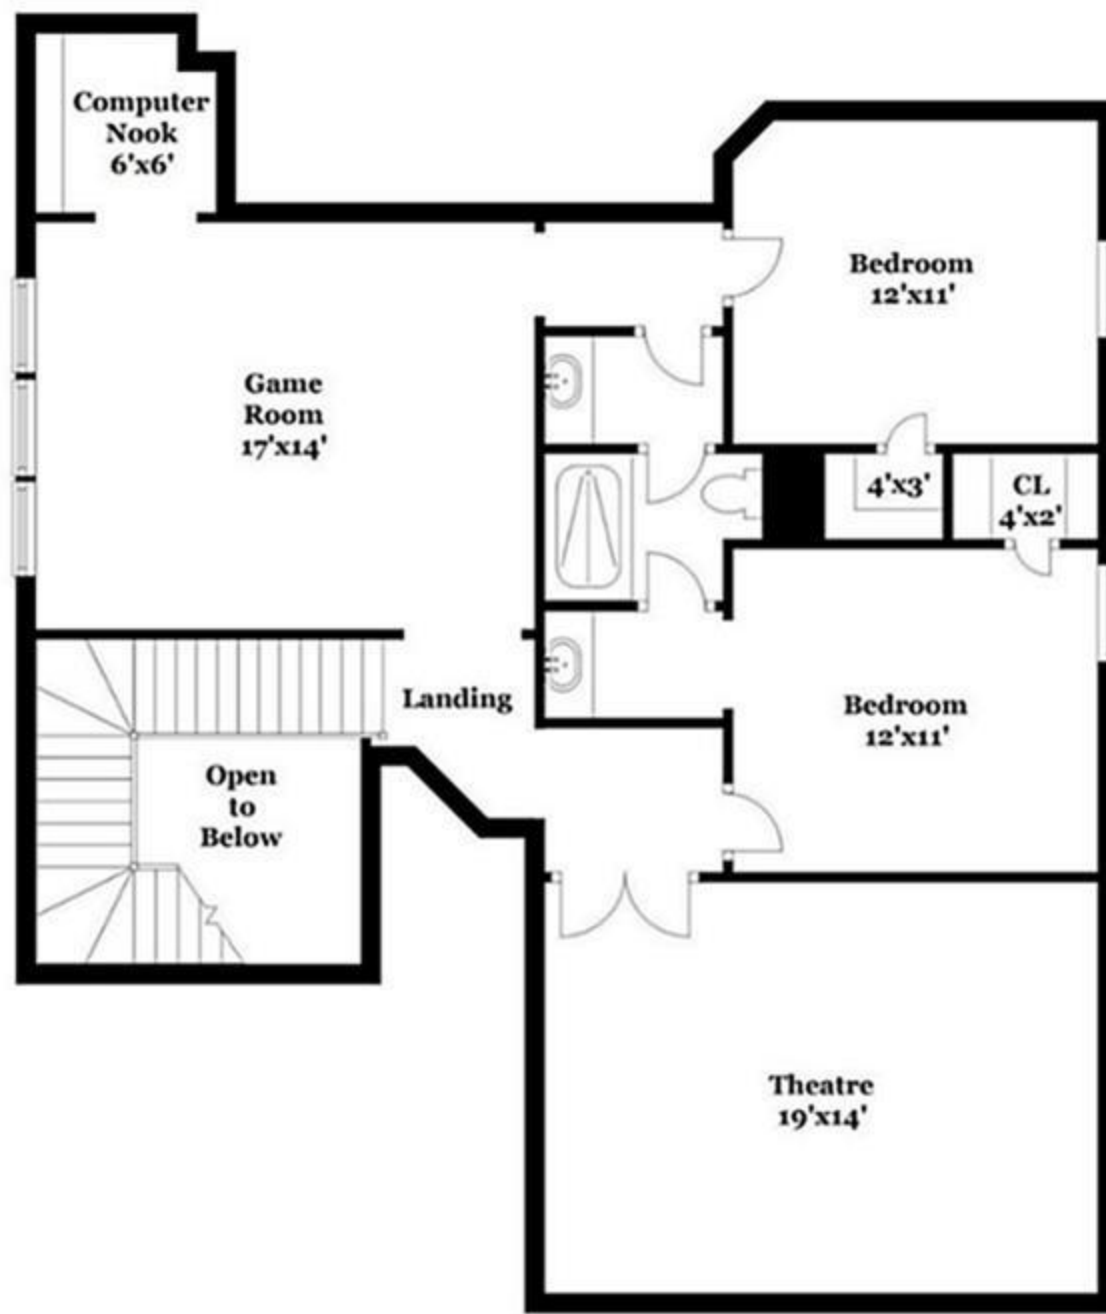 Computer
Nook
6'x6'
Bedroom
12'x11'
Game
Room
17'x14'
4'x3'
CL
4'x2'
Landing
Bedroom
12'x11'
Open
to
Below
Theatre
19'x14'